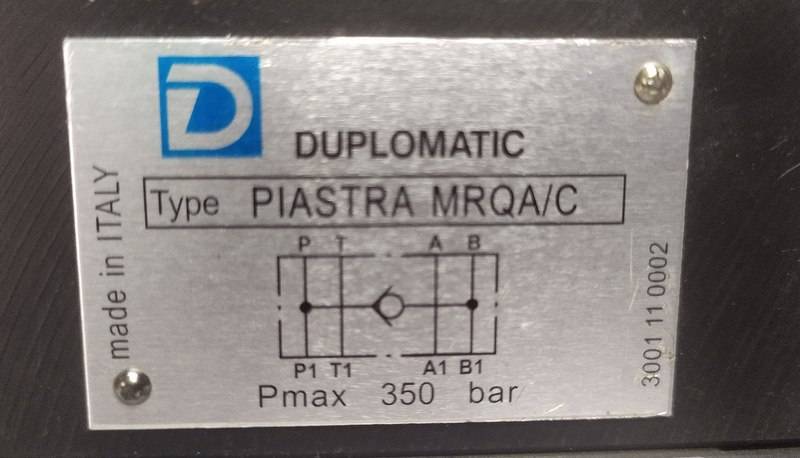 D
DUPLOMATIC
Type PIASTRA MRQA/C
P T A B
P1 T1 A1 B1
Pmax 350 bar
made in ITALY
3001 11 0002